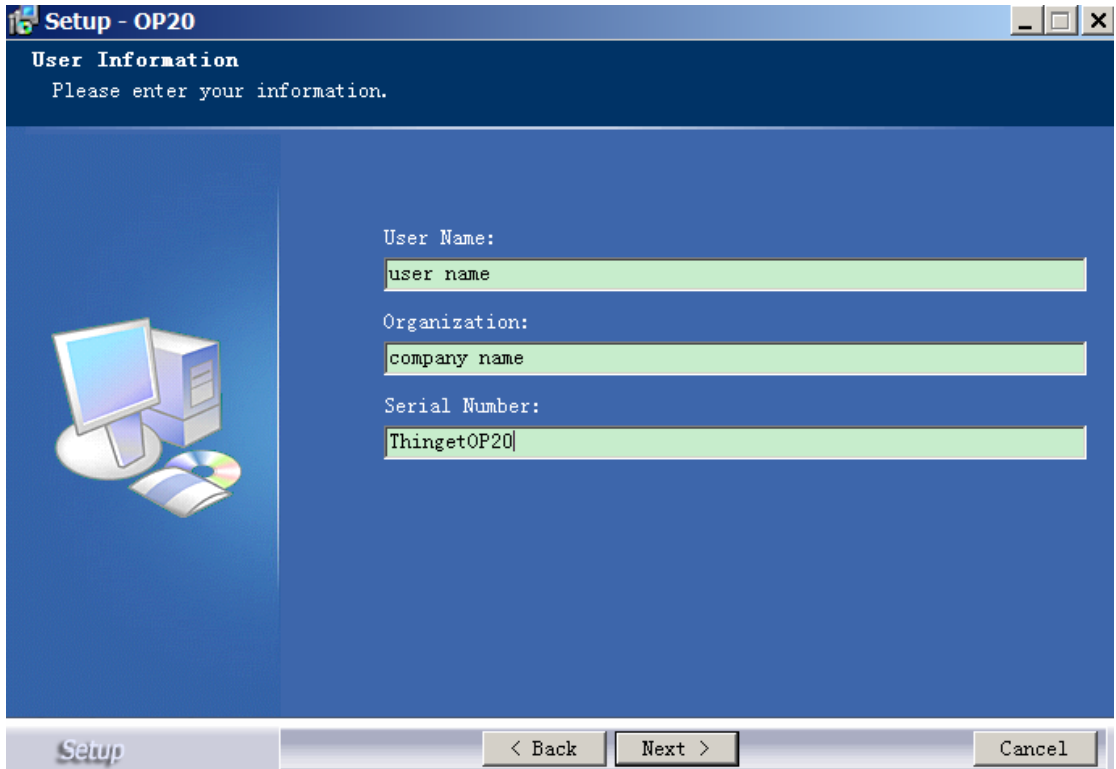 Setup - OP20
User Information
Please enter your information.
User Name:
user name
Organization:
company name
Serial Number:
ThingetOP20
Setup
< Back
Next >
Cancel